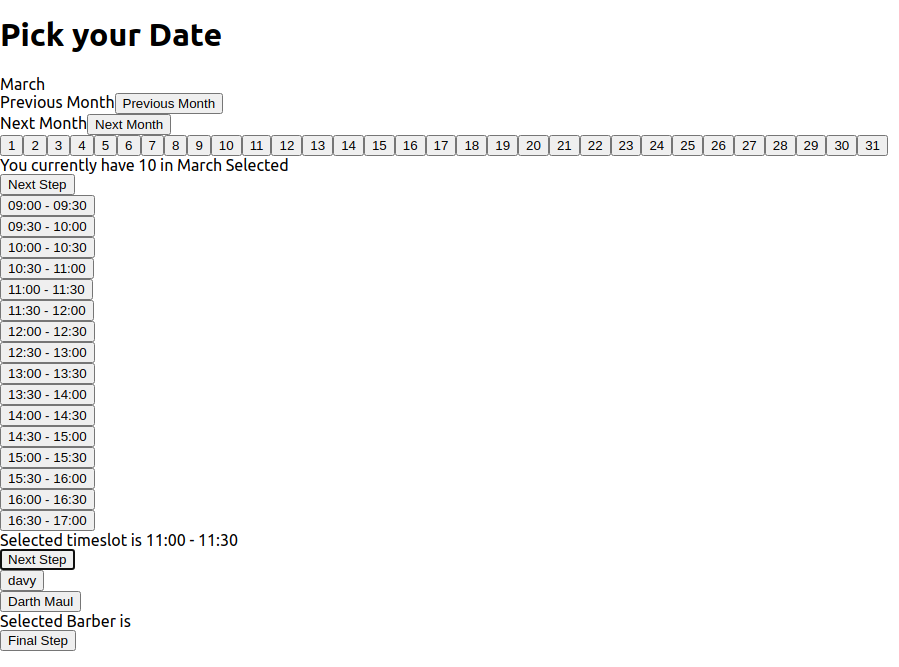 Pick your Date
March
Previous Month Previous Month
Next Month Next Month
1 2 3 4 5 6 7 8 9 10 11 12 13 14 15 16 17 18 19 20 21 22 23 24 25 26 27 28 29 30 31
You currently have 10 in March Selected
Next Step
09:00 - 09:30
09:30 - 10:00
10:00 - 10:30
10:30 - 11:00
11:00 - 11:30
11:30 - 12:00
12:00 - 12:30
12:30 - 13:00
13:00 - 13:30
13:30 - 14:00
14:00 - 14:30
14:30 - 15:00
15:00 - 15:30
15:30 - 16:00
16:00 - 16:30
16:30 - 17:00
Selected timeslot is 11:00 - 11:30
Next Step
davy
Darth Maul
Selected Barber is
Final Step